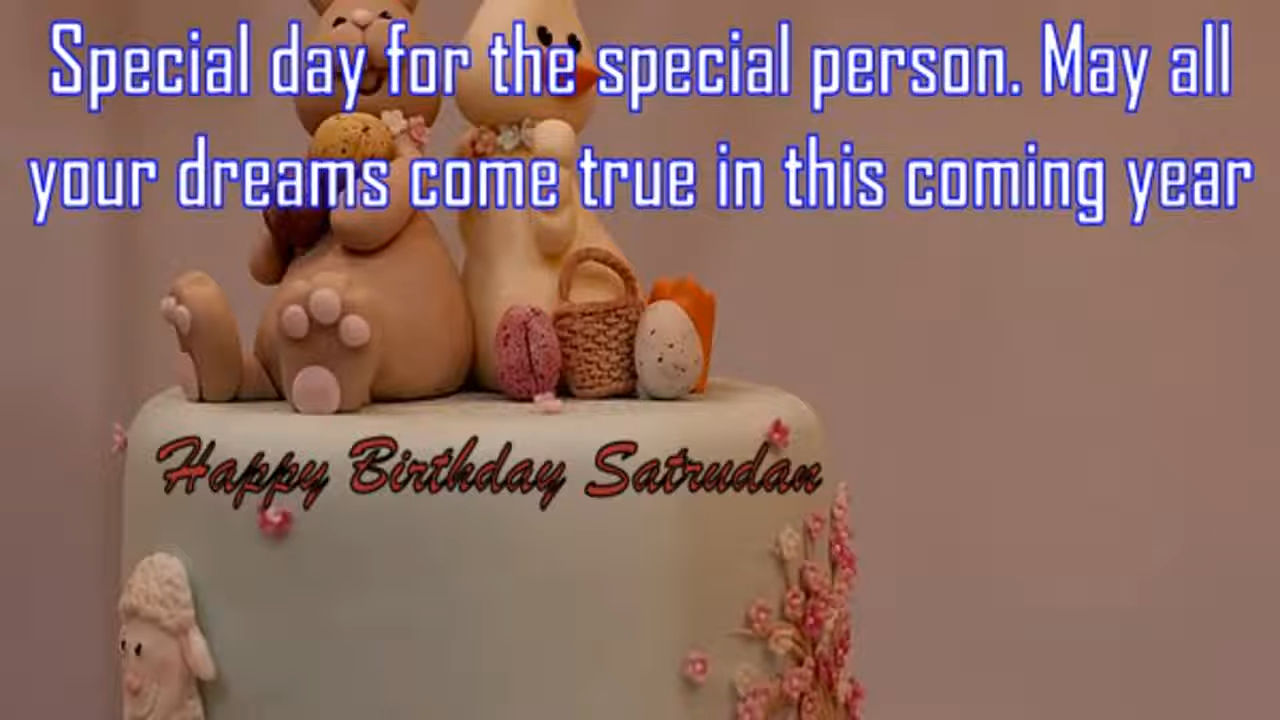 Special day for the special person. May all
your dreams come true in this coming year
Happy Birthday Satrudan